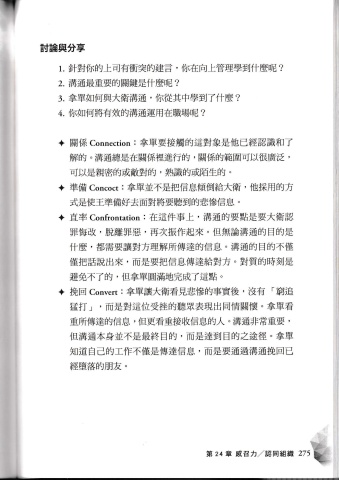 討論與分享
1. 針對你的上司有衝突的建言，你在向上管理學到什麼呢？
2. 溝通最重要的關鍵是什麼呢？
3. 拿單如何與大衛溝通，你從其中學到了什麼？
4. 你如何將有效的溝通運用在職場呢？
✦ 關係 Connection：拿單要接觸的這對象是他已經認識和了
解的。溝通總是在關係裡進行的，關係的範圍可以很廣泛，
可以是親密的或敵對的，熟識的或陌生的。
✦ 準備 Concoct：拿單並不是把信息傾倒給大衛，他採用的方
式是使王準備好去面對將要聽到的悲慘信息。
✦ 直率 Confrontation：在這件事上，溝通的要點是要大衛認
罪悔改，脫離罪惡，再次振作起來。但無論溝通的目的是
什麼，都需要讓對方理解所傳達的信息。溝通的目的不僅
僅把話說出來，而是要把信息傳達給對方。對質的時刻是
避免不了的，但拿單圓滿地完成了這點。
✦ 挽回 Convert：拿單讓大衛看見悲慘的事實後，沒有「窮追
猛打」，而是對這位受挫的聽眾表現出同情關懷。拿單看
重所傳達的信息，但更看重接收信息的人。溝通非常重要，
但溝通本身並不是最終目的，而是達到目的之途徑。拿單
知道自己的工作不僅是傳達信息，而是要通過溝通挽回已
經墮落的朋友。
第 24 章 感召力／認同組織 275